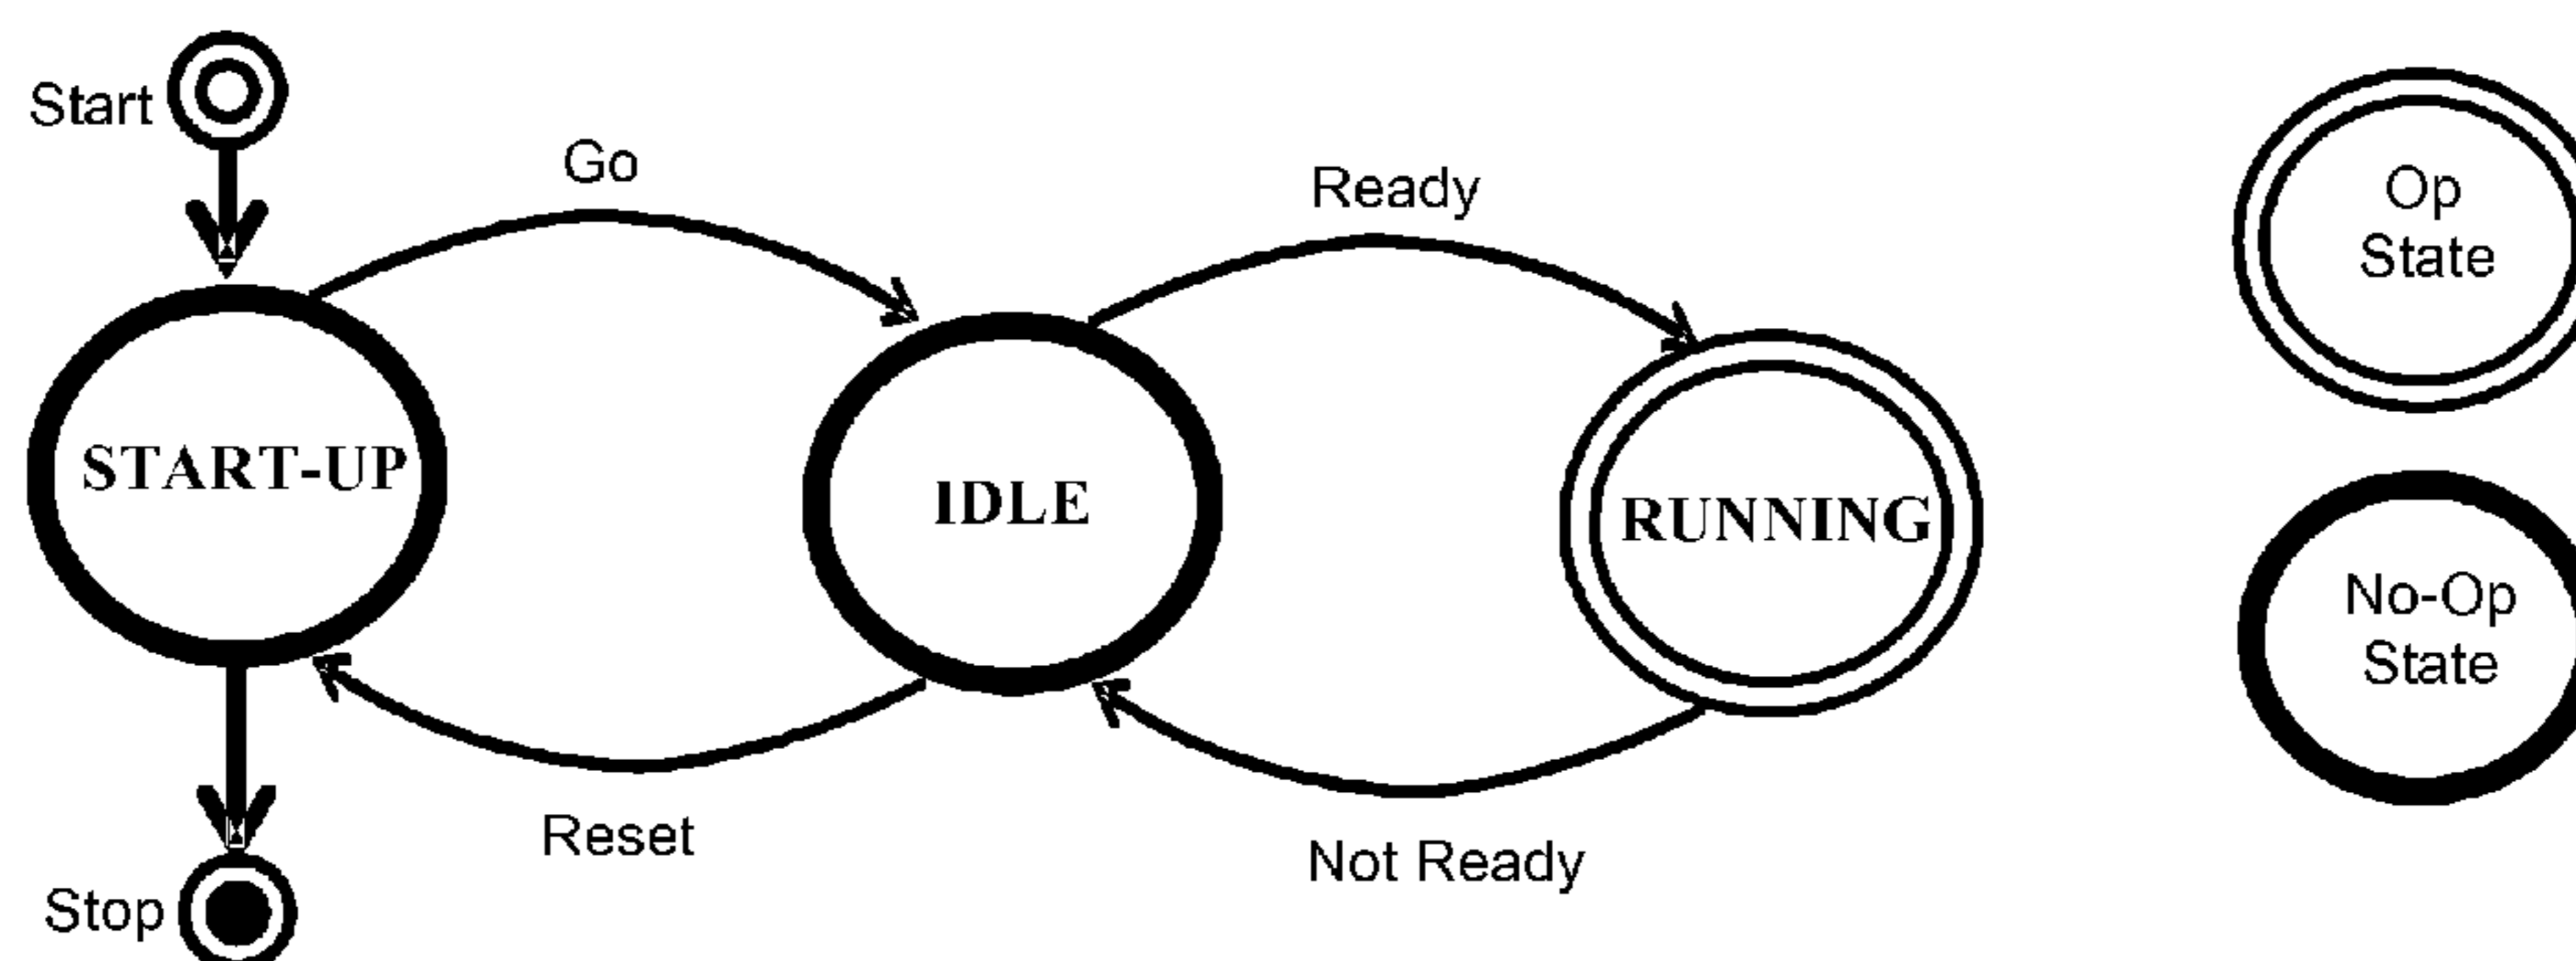 Start
Go
Ready
START-UP
IDLE
RUNNING
Reset
Not Ready
Stop
Op
State
No-Op
State